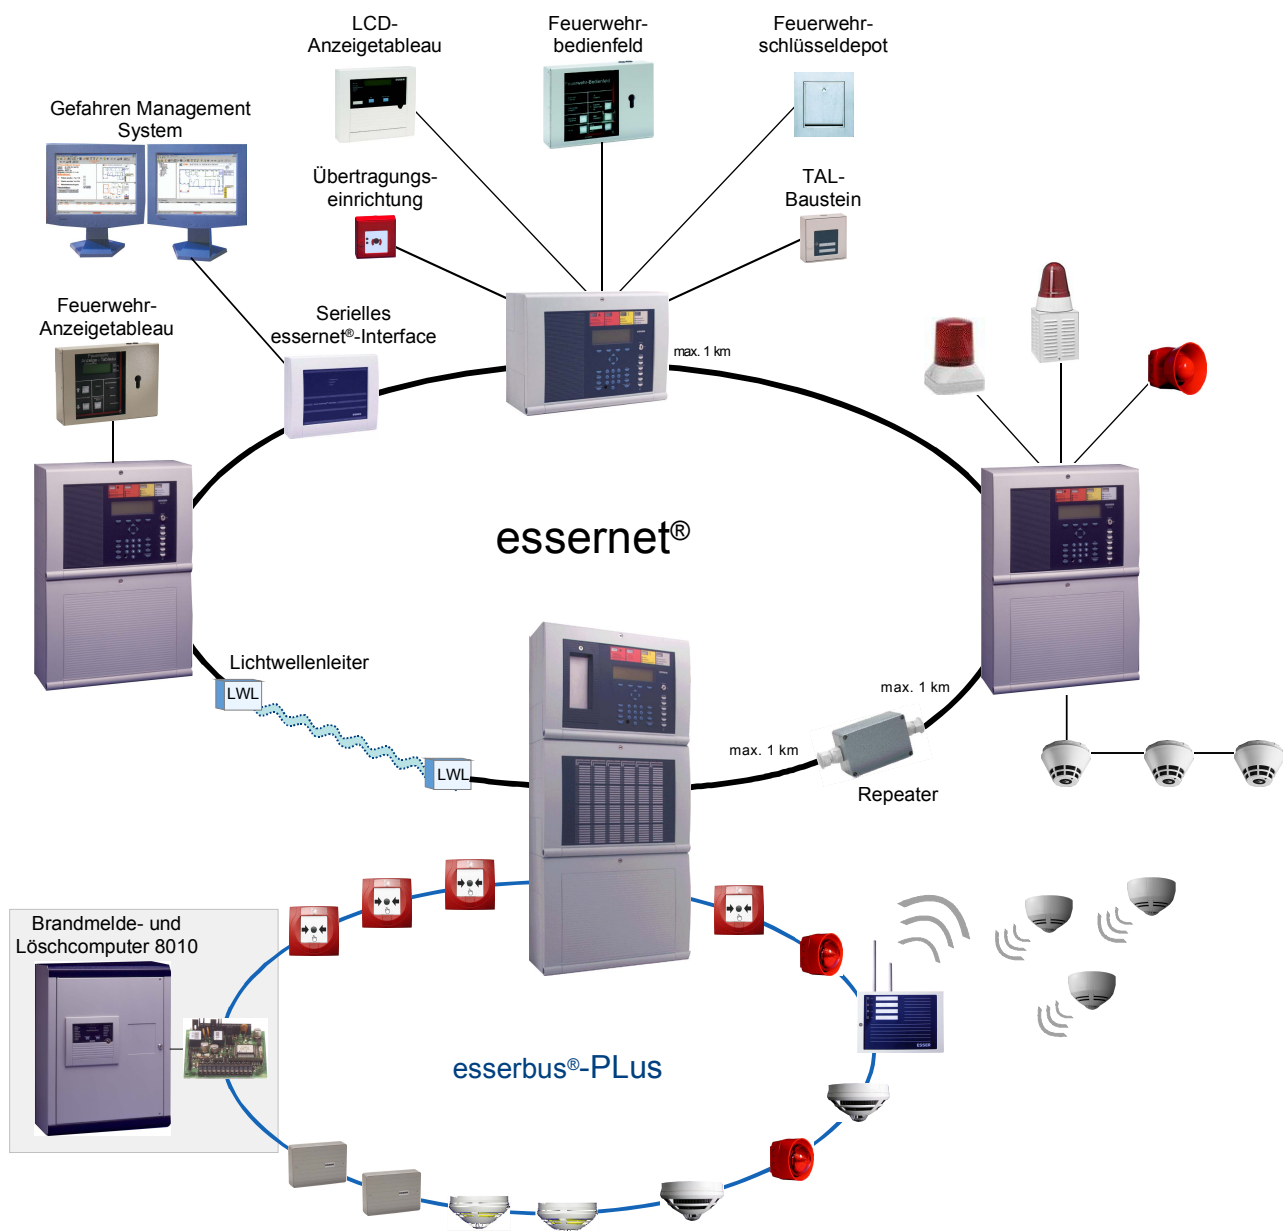 LCD-
Anzeigetableau
Feuerwehr-
bedienfeld
Feuerwehr-
schlüsseldepot
Gefahren Management
System
Übertragungs-
einrichtung
TAL-
Baustein
Feuerwehr-
Anzeigetableau
Serielles
essernet®-Interface
max. 1 km
essernet®
Lichtwellenleiter
LWL
LWL
max. 1 km
max. 1 km
Repeater
Brandmelde- und
Löschcomputer 8010
esserbus®-PLus
ESSER